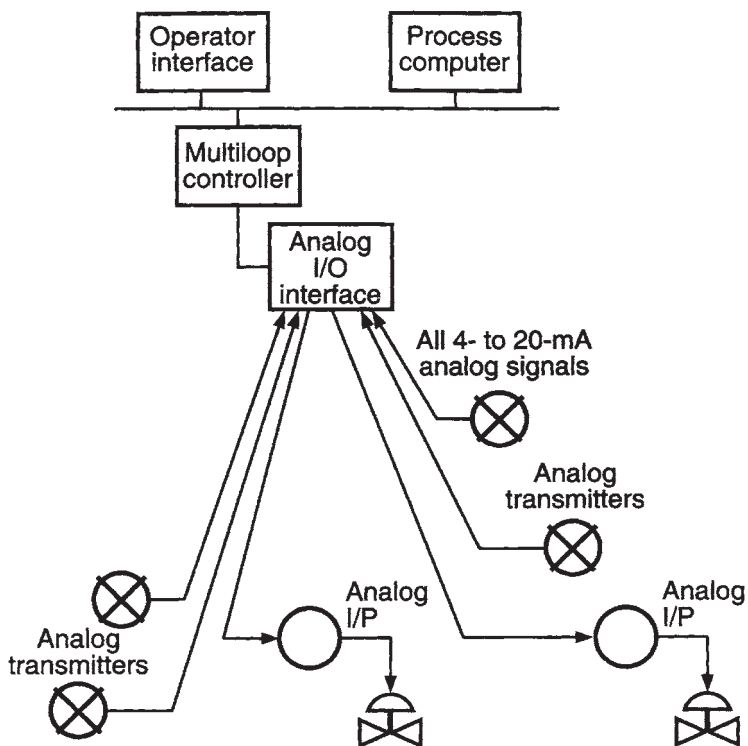 Operator
interface
Process
computer
Multiloop
controller
Analog
I/O
interface
All 4- to 20-mA
analog signals
Analog
transmitters
Analog
I/P
Analog
I/P
Analog
transmitters